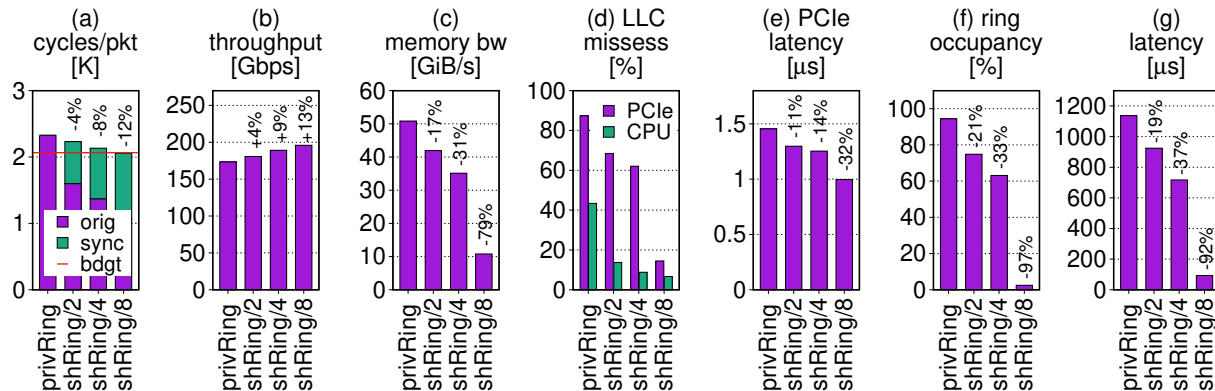 (a)
cycles/pkt
[K]
3
2
1
0
-4%
-8%
-12%
orig
sync
bdgt
privRing
shRing/2
shRing/4
shRing/8
(b)
throughput
[Gbps]
250
200
150
100
50
0
+4%
+9%
+13%
privRing
shRing/2
shRing/4
shRing/8
(c)
memory bw
[GiB/s]
60
50
40
30
20
10
0
-17%
-31%
-79%
privRing
shRing/2
shRing/4
shRing/8
(d) LLC
missess
[%]
100
80
60
40
20
0
PCIe
CPU
privRing
shRing/2
shRing/4
shRing/8
(e) PCIe
latency
[μs]
1.5
1
0.5
0
-11%
-14%
-32%
privRing
shRing/2
shRing/4
shRing/8
(f) ring
occupancy
[%]
100
80
60
40
20
0
-21%
-33%
-97%
privRing
shRing/2
shRing/4
shRing/8
(g)
latency
[μs]
1200
1000
800
600
400
200
0
-19%
-37%
-92%
privRing
shRing/2
shRing/4
shRing/8